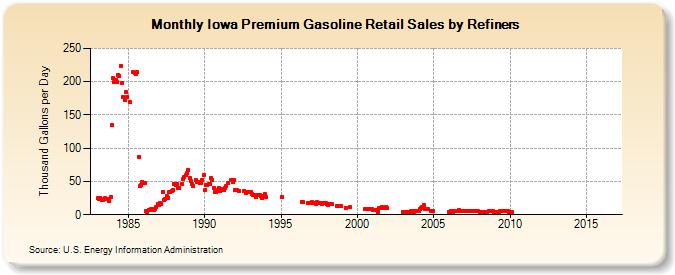 Monthly Iowa Premium Gasoline Retail Sales by Refiners
Thousand Gallons per Day
250
200
150
100
50
0
1985 1990 1995 2000 2005 2010 2015
Source: U.S. Energy Information Administration